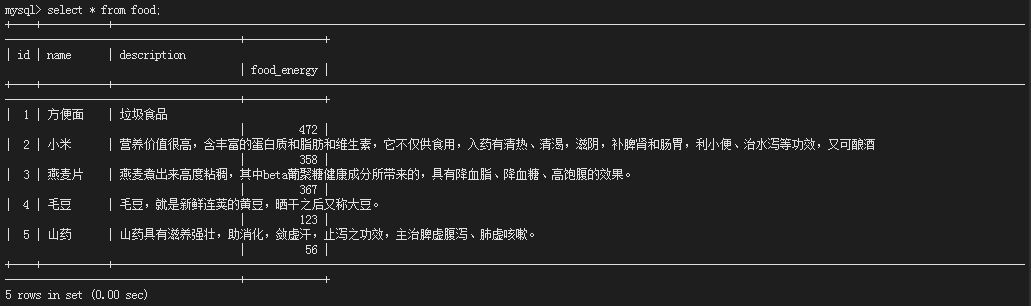 mysql> select * from food;
+----+-----------+------------------------------------------------------------------------------------------------------------------------------------------
------------------------------------+-------------+
| id | name | description
| food_energy |
+----+-----------+------------------------------------------------------------------------------------------------------------------------------------------
------------------------------------+-------------+
| 1 | 方便面 | 垃圾食品
| 472 |
| 2 | 小米 | 营养价值很高，含丰富的蛋白质和脂肪和维生素，它不仅供食用，入药有清热、清渴，滋阴，补脾肾和肠胃，利小便、治水泻等功效，又可酿酒
| 358 |
| 3 | 燕麦片 | 燕麦煮出来高度粘稠，其中beta葡聚糖健康成分所带来的，具有降血脂、降血糖、高饱腹的效果。
| 367 |
| 4 | 毛豆 | 毛豆，就是新鲜连荚的黄豆，晒干之后又称大豆。
| 123 |
| 5 | 山药 | 山药具有滋养强壮，助消化，敛虚汗，止泻之功效，主治脾虚腹泻、肺虚咳嗽。
| 56 |
+----+-----------+------------------------------------------------------------------------------------------------------------------------------------------
------------------------------------+-------------+
5 rows in set (0.00 sec)